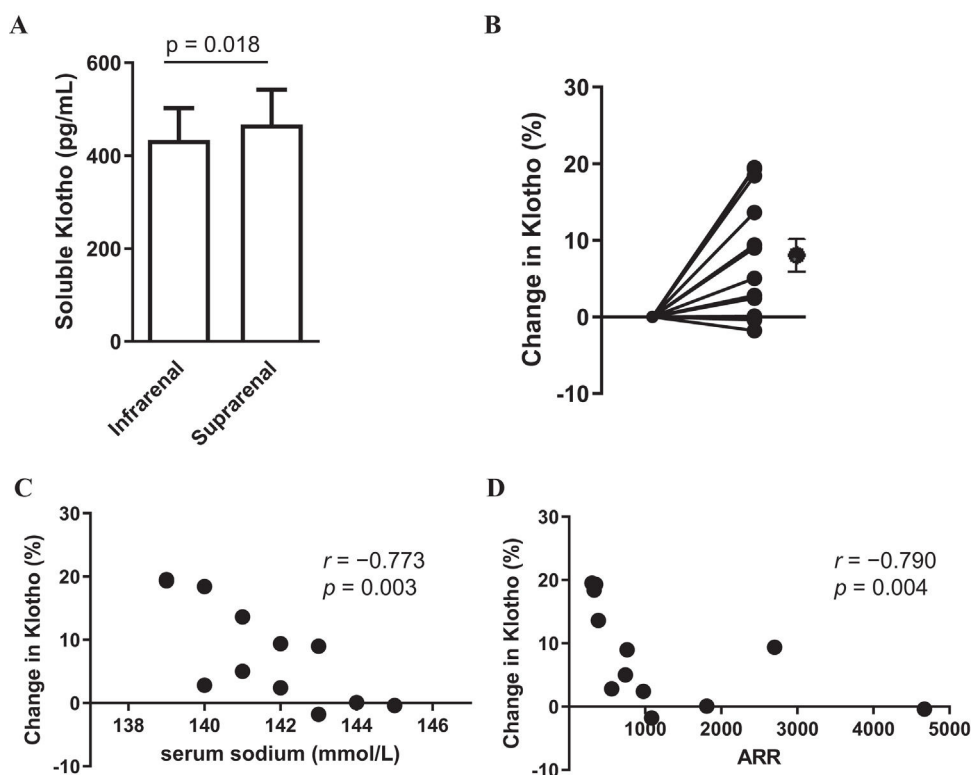 A
p = 0.018
Soluble Klotho (pg/mL)
600
400
200
0
Infrarenal
Suprarenal
B
Change in Klotho (%)
30
20
10
0
-10
C
Change in Klotho (%)
30
20
10
0
-10
r = −0.773
p = 0.003
138
140
142
144
146
serum sodium (mmol/L)
D
Change in Klotho (%)
30
20
10
0
-10
r = −0.790
p = 0.004
1000
2000
3000
4000
5000
ARR